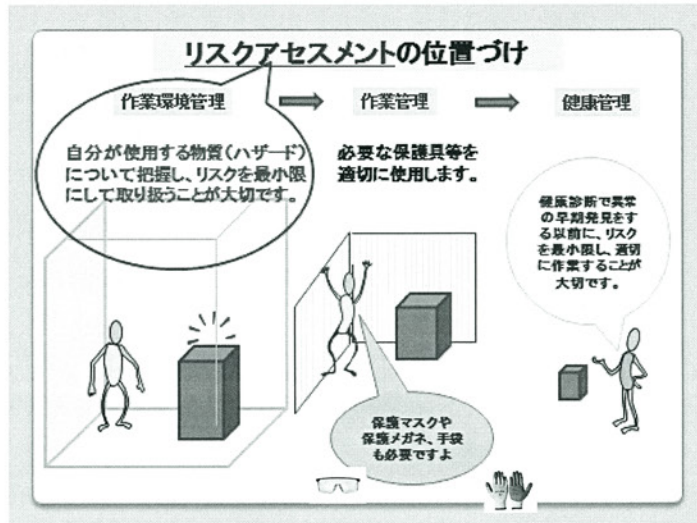 リスクアセスメントの位置づけ
作業環境管理
作業管理
健康管理
自分が使用する物質(ハザード)
について把握し、リスクを最小限
にして取り扱うことが大切です。
必要な保護具等を
適切に使用します。
健康診断で異常
の早期発見をす
る以前に、リスク
を最小限し、適切
に作業することが
大切です。
保護マスクや
保護メガネ、手袋
も必要ですよ